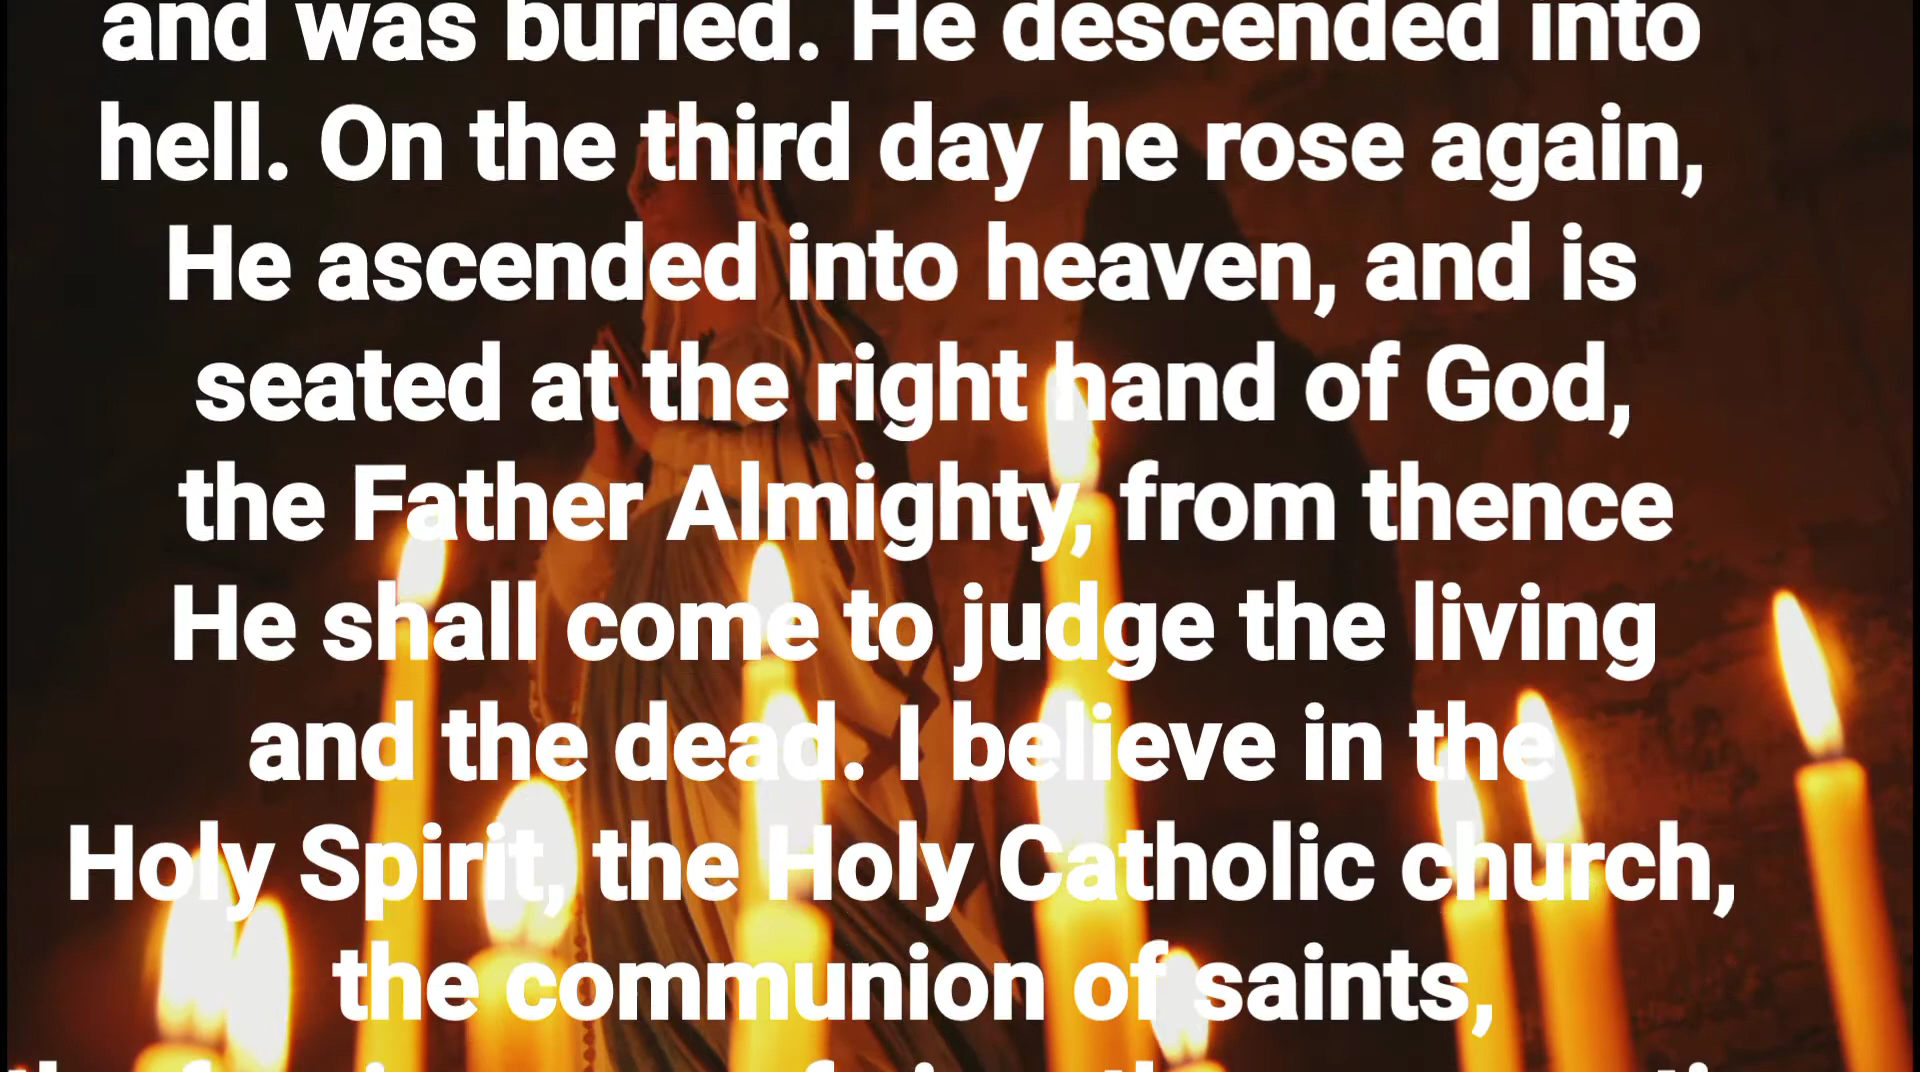 and was buried. He descended into
hell. On the third day he rose again,
He ascended into heaven, and is
seated at the right hand of God,
the Father Almighty, from thence
He shall come to judge the living
and the dead. I believe in the
Holy Spirit, the Holy Catholic church,
the communion of saints,